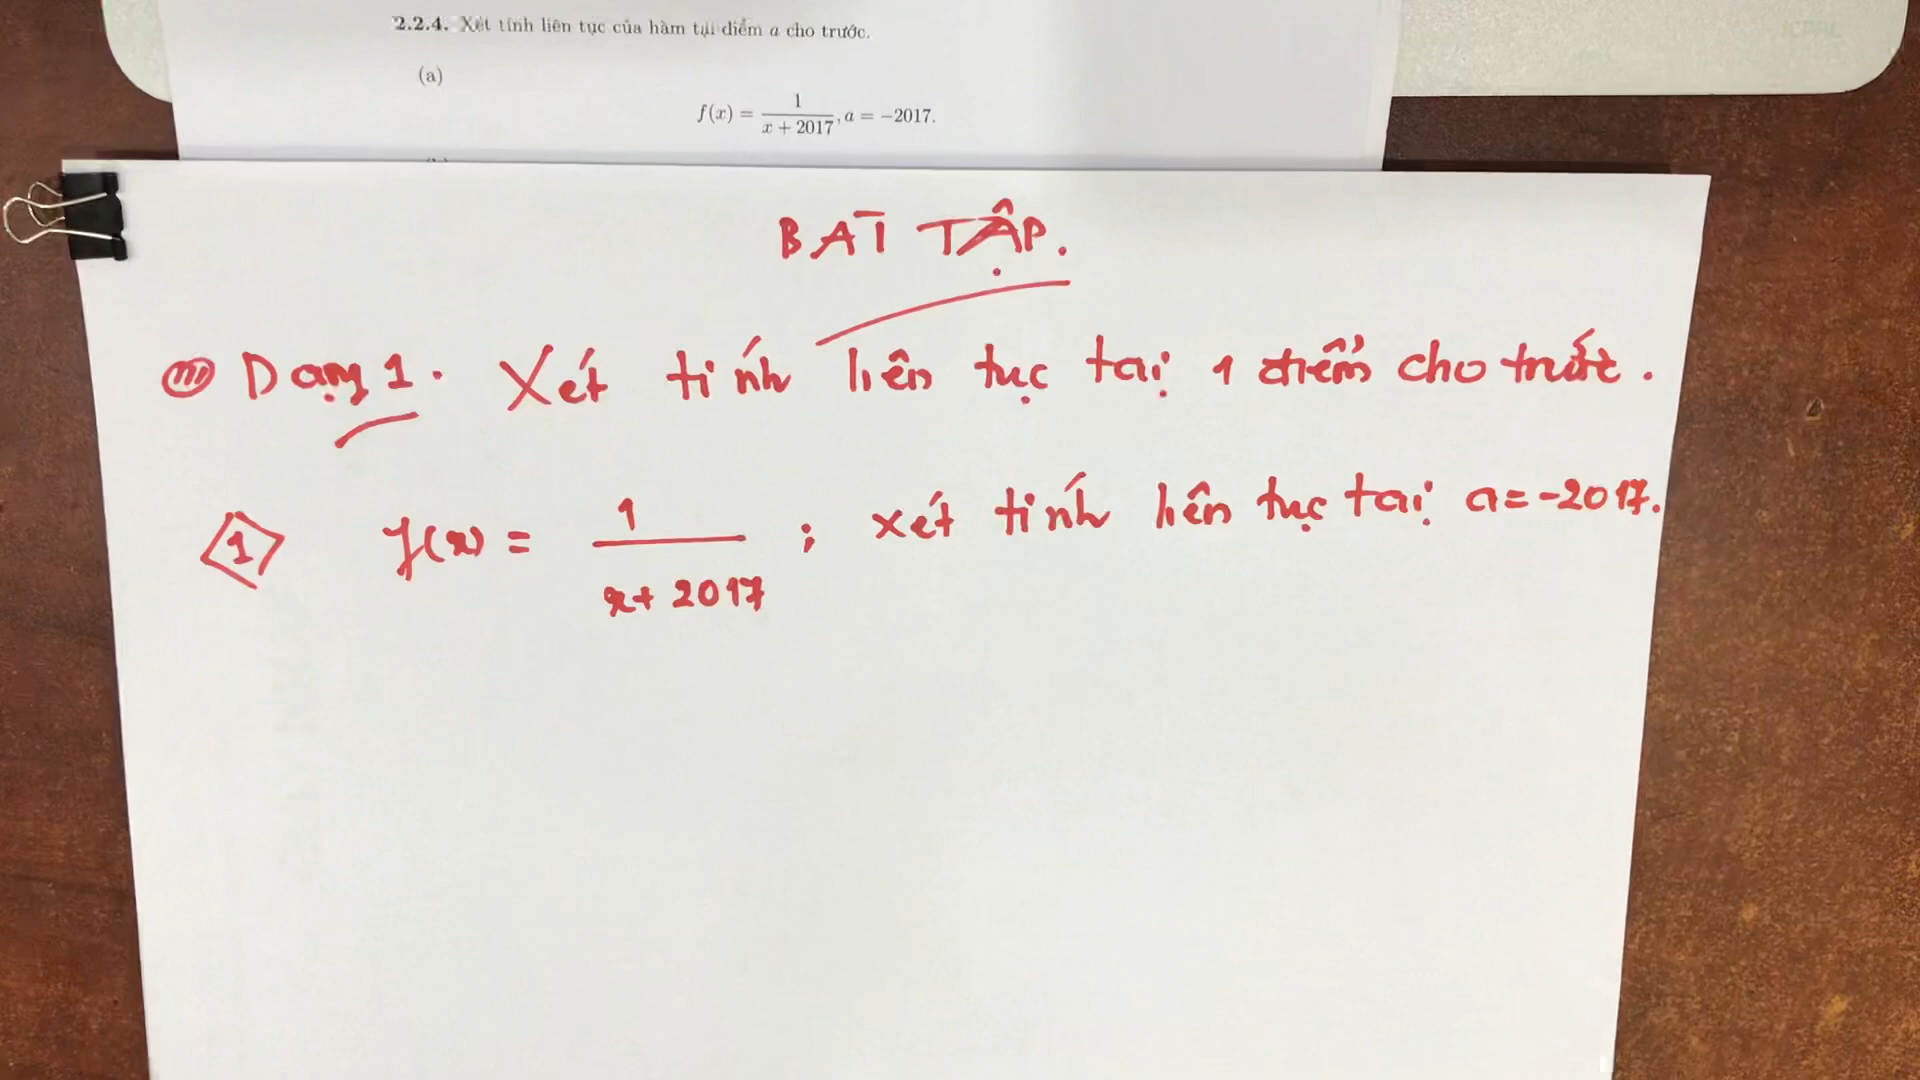 2.2.4. Xét tính liên tục của hàm tại điểm a cho trước.
(a)
f(x) = 1/(x + 2017), a = −2017.
BÀI TẬP.
(III) Dạng 1. Xét tính liên tục tại 1 điểm cho trước.
1 f(x) = 1/(x + 2017) ; xét tính liên tục tại a = -2017.